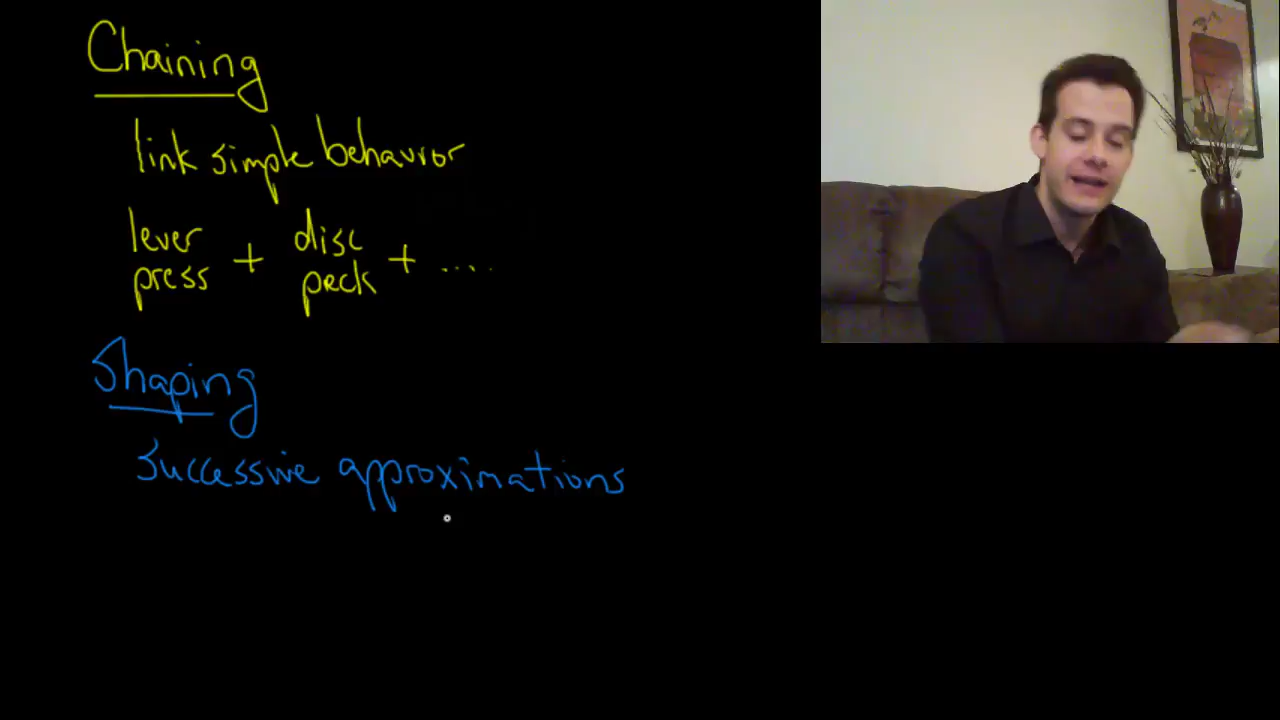 Chaining
link simple behavior
lever press + disc peck + ....
Shaping
Successive approximations